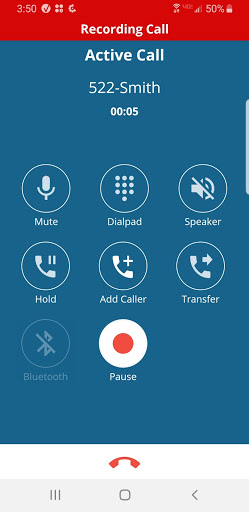 3:50 50%
Recording Call
Active Call
522-Smith
00:05
Mute Dialpad Speaker
Hold Add Caller Transfer
Bluetooth Pause